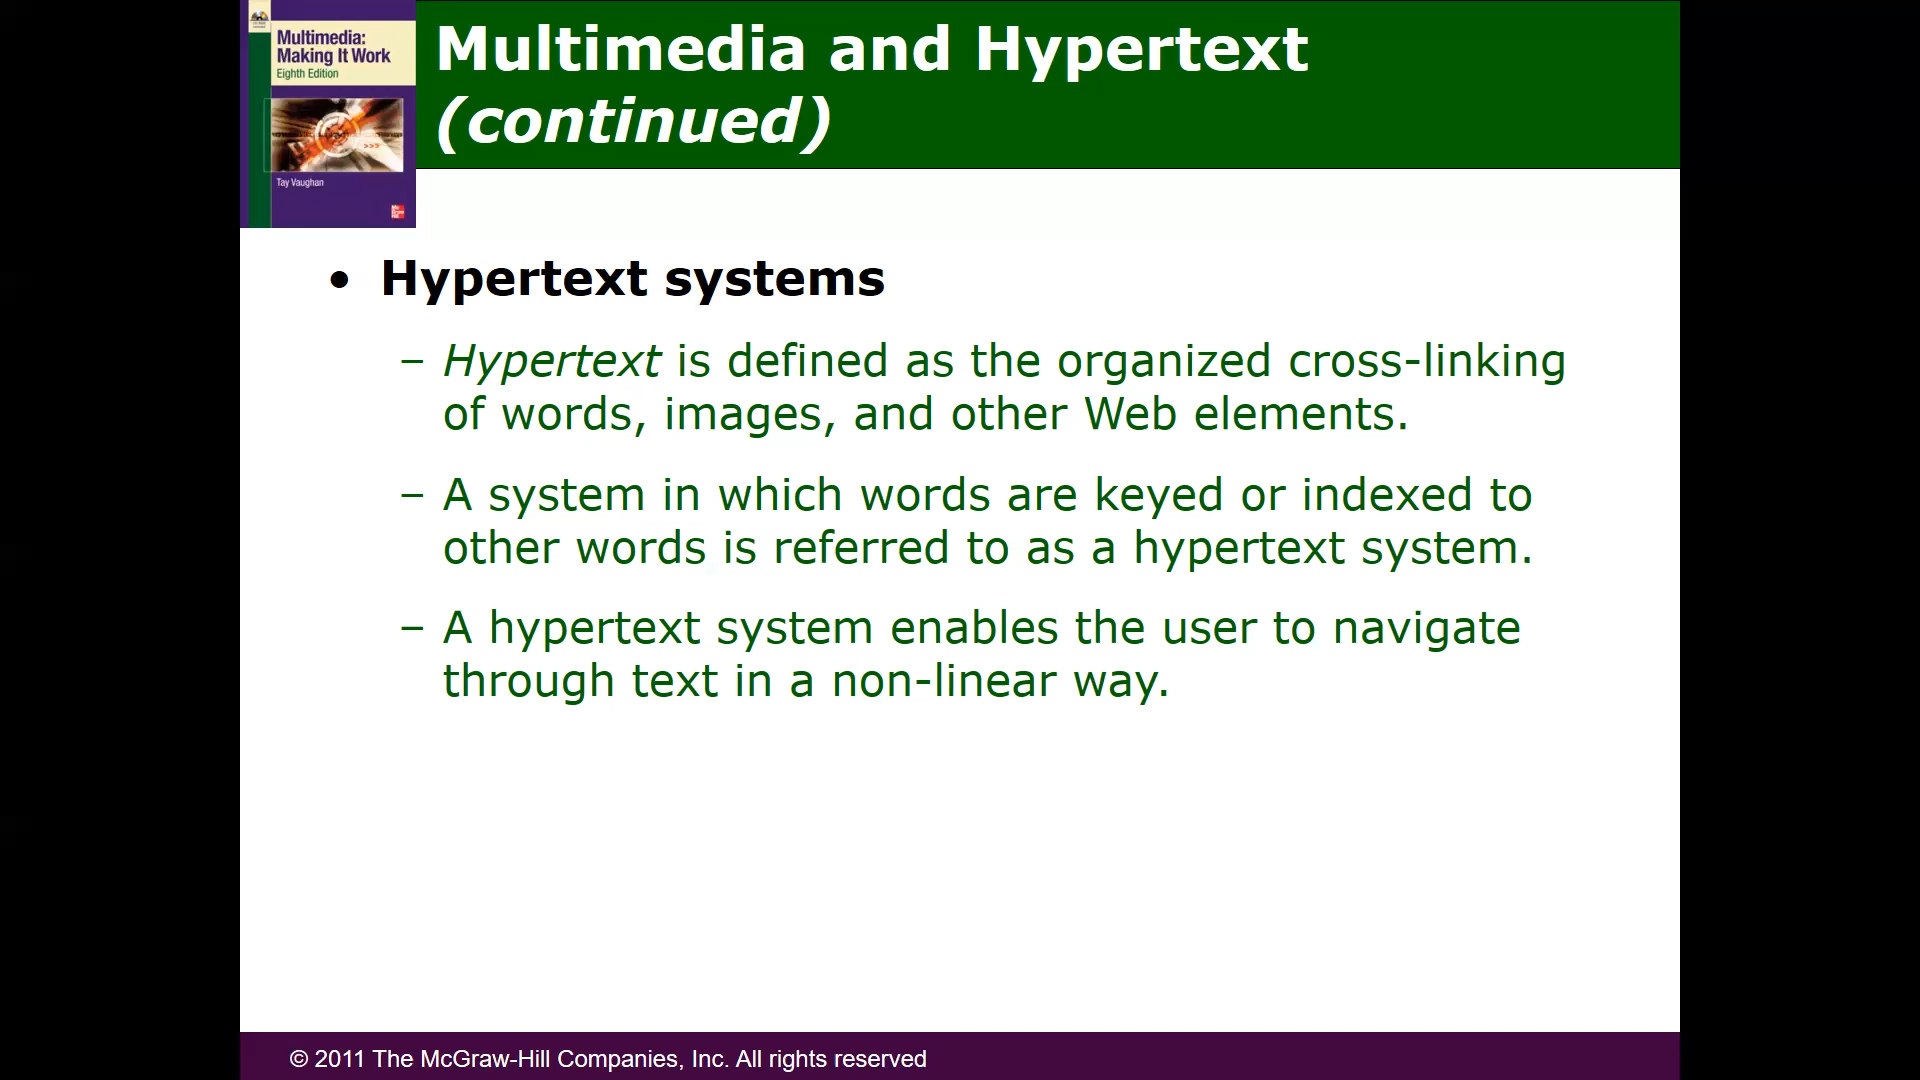 Multimedia:
Making It Work
Eighth Edition
Tay Vaughan
Multimedia and Hypertext
(continued)
• Hypertext systems
– Hypertext is defined as the organized cross-linking
of words, images, and other Web elements.
– A system in which words are keyed or indexed to
other words is referred to as a hypertext system.
– A hypertext system enables the user to navigate
through text in a non-linear way.
© 2011 The McGraw-Hill Companies, Inc. All rights reserved